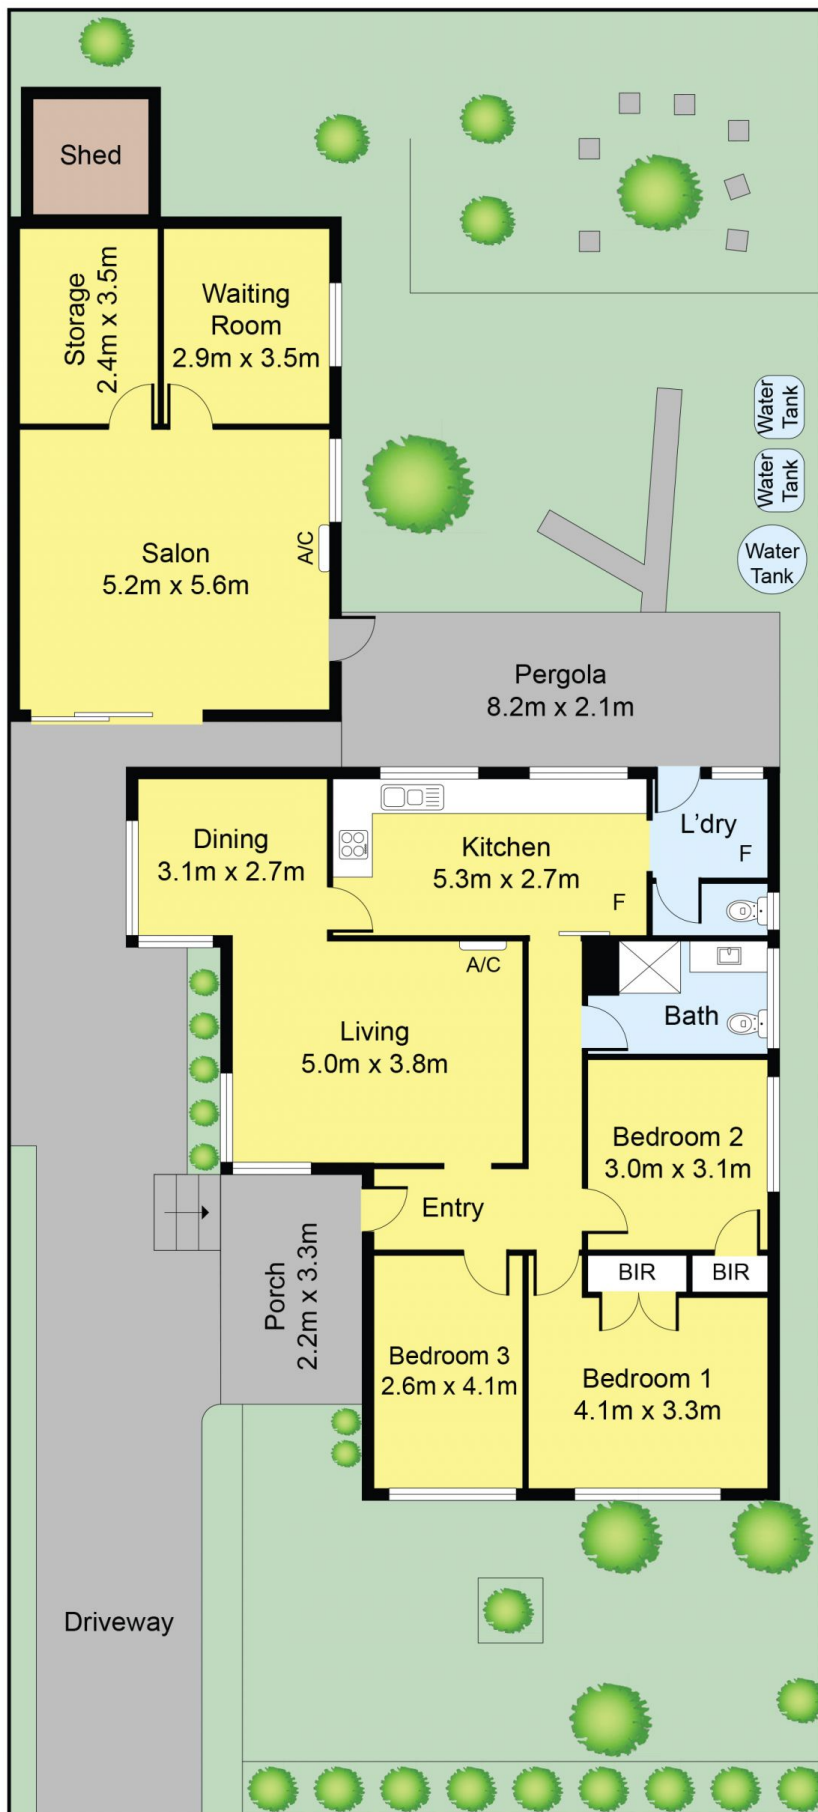 Shed
Storage
2.4m x 3.5m
Waiting
Room
2.9m x 3.5m
Water
Tank
Water
Tank
Water
Tank
Salon
5.2m x 5.6m
A/C
Pergola
8.2m x 2.1m
Dining
3.1m x 2.7m
Kitchen
5.3m x 2.7m
F
L'dry
F
A/C
Living
5.0m x 3.8m
Bath
Bedroom 2
3.0m x 3.1m
Entry
BIR
BIR
Porch
2.2m x 3.3m
Bedroom 3
2.6m x 4.1m
Bedroom 1
4.1m x 3.3m
Driveway